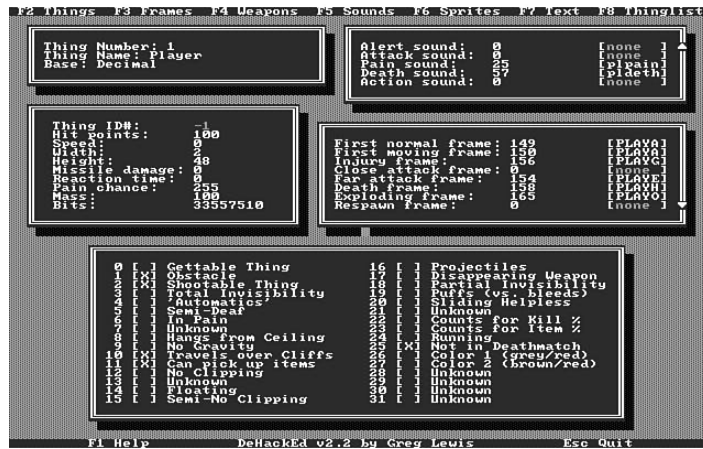 F2 Things  F3 Frames  F4 Weapons  F5 Sounds  F6 Sprites  F7 Text  F8 Thinglist
Thing Number: 1
Thing Name: Player
Base: Decimal
Alert sound: 0 [none ]
Attack sound: 0 [none ]
Pain sound: 25 [plpain]
Death sound: 57 [pldeth]
Action sound: 0 [none ]
Thing ID#: -1
Hit points: 100
Speed: 0
Width: 2
Height: 48
Missile damage: 0
Reaction time: 0
Pain chance: 255
Mass: 100
Bits: 33557510
First normal frame: 149 [PLAYA]
First moving frame: 150 [PLAYA]
Injury frame: 156 [PLAYG]
Close attack frame: 0 [none ]
Far attack frame: 154 [PLAYE]
Death frame: 158 [PLAYH]
Exploding frame: 165 [PLAYO]
Respawn frame: 0 [none ]
0 [ ] Gettable Thing
1 [X] Obstacle
2 [X] Shootable Thing
3 [ ] Total Invisibility
4 [ ] 'Automatics'
5 [ ] Semi-Deaf
6 [ ] In Pain
7 [ ] Unknown
8 [ ] Hangs from Ceiling
9 [ ] No Gravity
10 [X] Travels over Cliffs
11 [X] Can pick up items
12 [ ] No Clipping
13 [ ] Unknown
14 [ ] Floating
15 [ ] Semi-No Clipping
16 [ ] Projectiles
17 [ ] Disappearing Weapon
18 [ ] Partial Invisibility
19 [ ] Puffs (vs. bleeds)
20 [ ] Sliding Helpless
21 [ ] Unknown
22 [ ] Counts for Kill %
23 [ ] Counts for Item %
24 [ ] Running
25 [X] Not in Deathmatch
26 [ ] Color 1 (grey/red)
27 [ ] Color 2 (brown/red)
28 [ ] Unknown
29 [ ] Unknown
30 [ ] Unknown
31 [ ] Unknown
F1 Help  DeHackEd v2.2 by Greg Lewis  Esc Quit